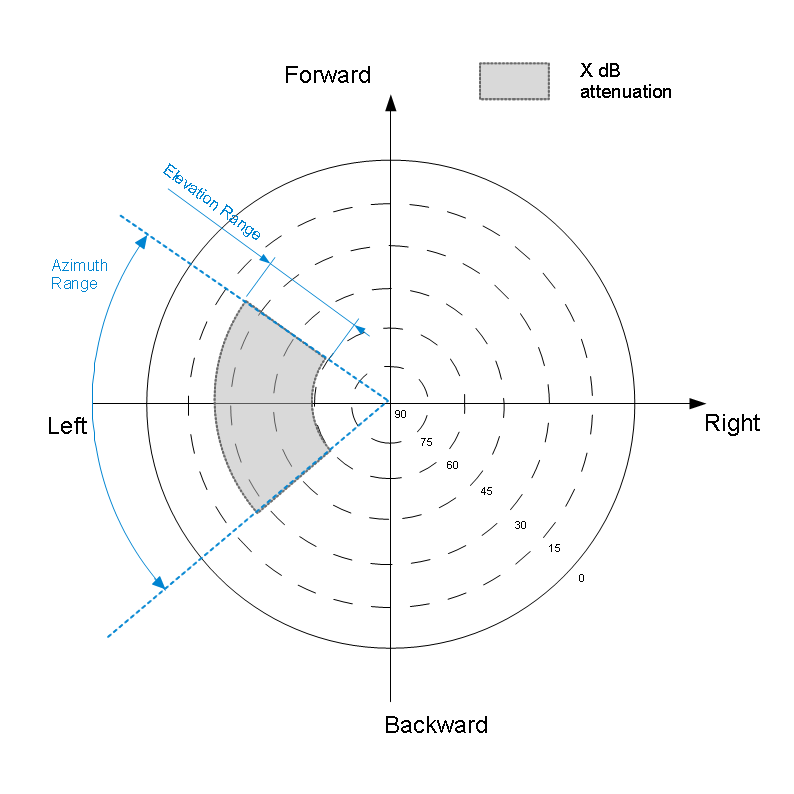 Forward
X dB
attenuation
Elevation Range
Azimuth
Range
Left
Right
90
75
60
45
30
15
0
Backward